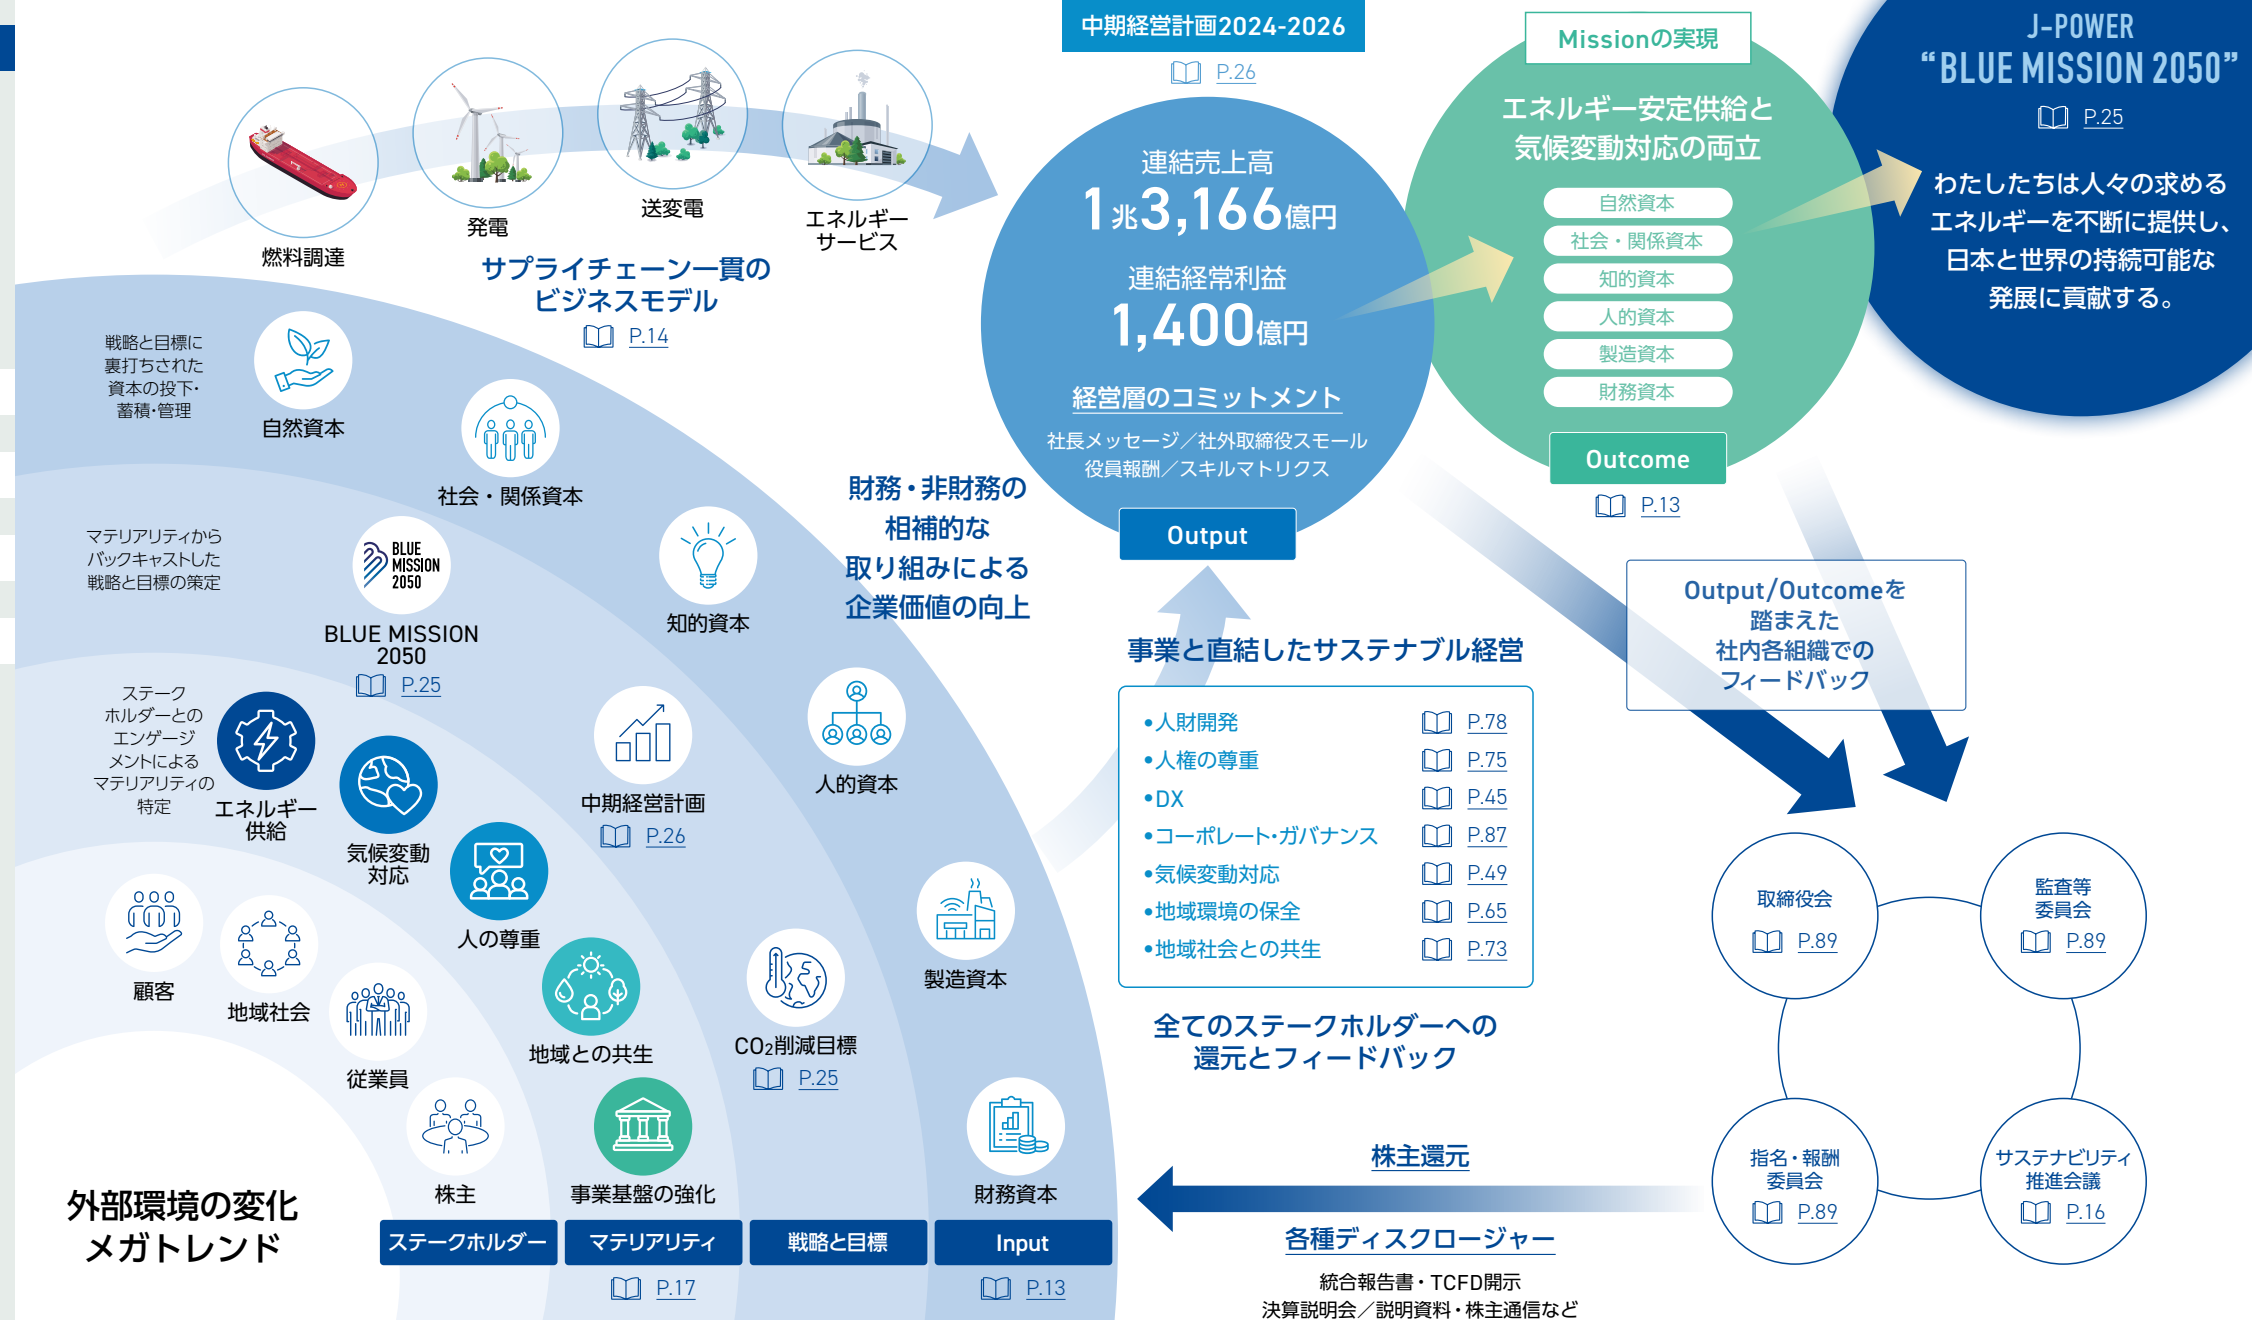 中期経営計画2024-2026
P.26
Missionの実現
J-POWER
“BLUE MISSION 2050”
P.25
わたしたちは人々の求める
エネルギーを不断に提供し、
日本と世界の持続可能な
発展に貢献する。
エネルギー安定供給と
気候変動対応の両立
自然資本
社会・関係資本
知的資本
人的資本
製造資本
財務資本
Outcome
P.13
連結売上高
1兆3,166億円
連結経常利益
1,400億円
経営層のコミットメント
社長メッセージ／社外取締役スモール
役員報酬／スキルマトリクス
Output
燃料調達
発電
送変電
エネルギー
サービス
サプライチェーン一貫の
ビジネスモデル
P.14
戦略と目標に
裏打ちされた
資本の投下・
蓄積・管理
自然資本
社会・関係資本
知的資本
人的資本
製造資本
財務資本
財務・非財務の
相補的な
取り組みによる
企業価値の向上
マテリアリティから
バックキャストした
戦略と目標の策定
BLUE
MISSION
2050
BLUE MISSION
2050
P.25
中期経営計画
P.26
CO₂削減目標
P.25
ステーク
ホルダーとの
エンゲージ
メントによる
マテリアリティの
特定
エネルギー
供給
気候変動
対応
人の尊重
地域との共生
事業基盤の強化
顧客
地域社会
従業員
株主
外部環境の変化
メガトレンド
ステークホルダー
マテリアリティ
戦略と目標
Input
P.17
P.13
事業と直結したサステナブル経営
•人財開発 P.78
•人権の尊重 P.75
•DX P.45
•コーポレート・ガバナンス P.87
•気候変動対応 P.49
•地域環境の保全 P.65
•地域社会との共生 P.73
全てのステークホルダーへの
還元とフィードバック
Output/Outcomeを
踏まえた
社内各組織での
フィードバック
取締役会
P.89
監査等
委員会
P.89
指名・報酬
委員会
P.89
サステナビリティ
推進会議
P.16
株主還元
各種ディスクロージャー
統合報告書・TCFD開示
決算説明会／説明資料・株主通信など